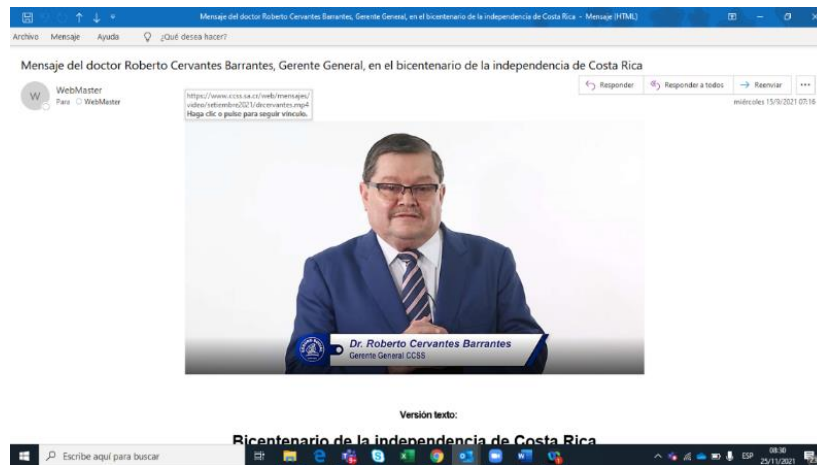 Mensaje del doctor Roberto Cervantes Barrantes, Gerente General, en el bicentenario de la independencia de Costa Rica - Mensaje (HTML)
Archivo Mensaje Ayuda ¿Qué desea hacer?
Mensaje del doctor Roberto Cervantes Barrantes, Gerente General, en el bicentenario de la independencia de Costa Rica
W
WebMaster
Para WebMaster
Responder Responder a todos Reenviar
miércoles 15/9/2021 07:16
https://www.ccss.sa.cr/web/mensajes/
video/setiembre2021/drcervantes.mp4
Haga clic o pulse para seguir vínculo.
Dr. Roberto Cervantes Barrantes
Gerente General CCSS
Versión texto:
Bicentenario de la independencia de Costa Rica
Escribe aquí para buscar
ESP
08:30
25/11/2021